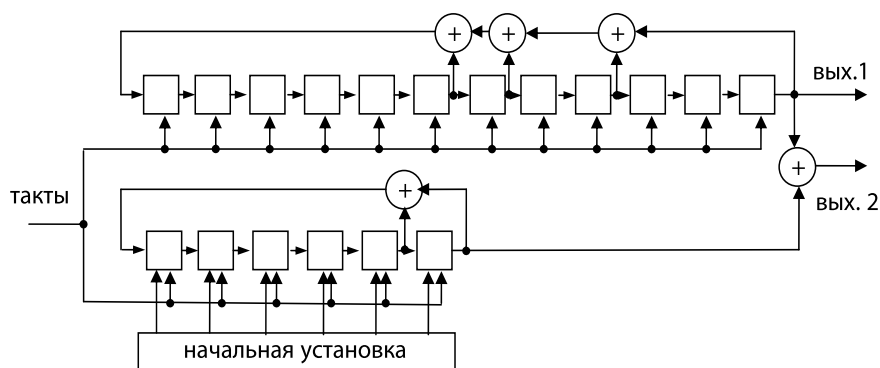 + + +
вых.1
+
такты
+
вых. 2
начальная установка